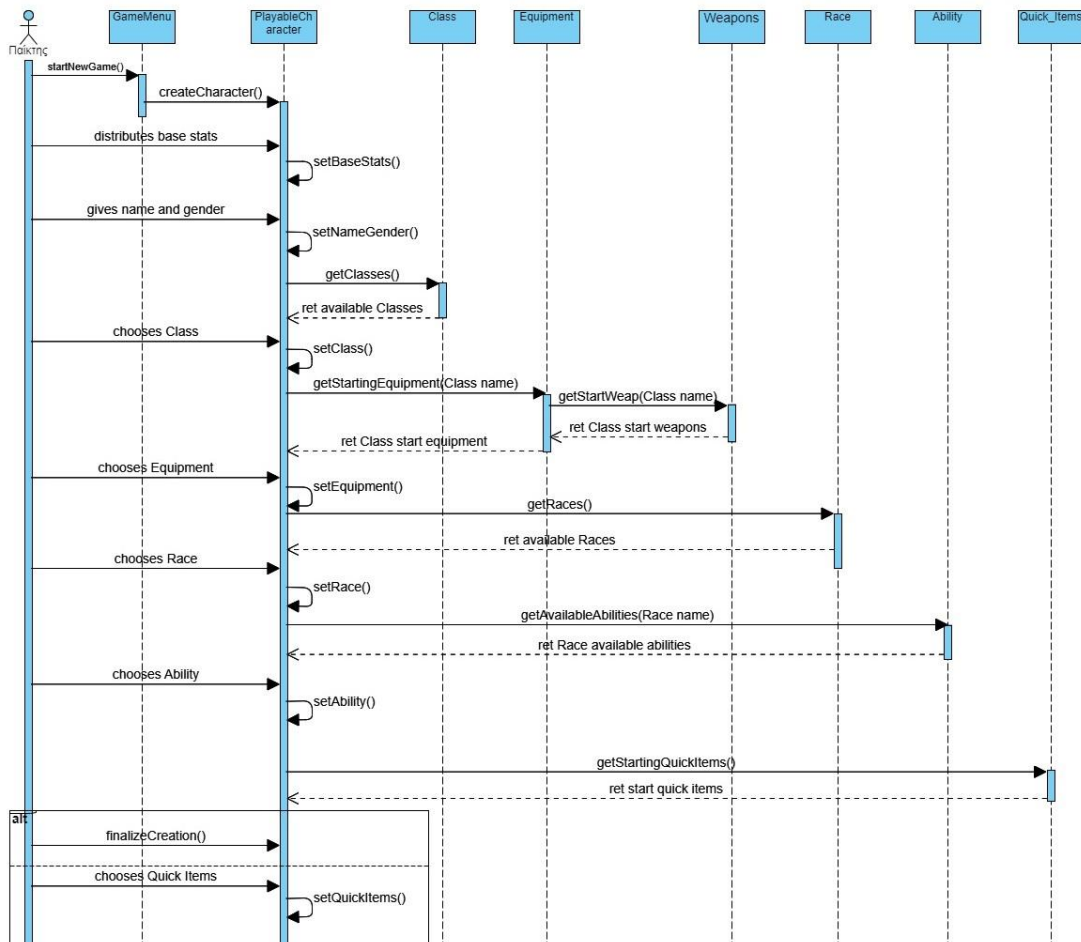 GameMenu
PlayableCh
aracter
Class
Equipment
Weapons
Race
Ability
Quick_Items
Παίκτης
startNewGame()
createCharacter()
distributes base stats
setBaseStats()
gives name and gender
setNameGender()
getClasses()
ret available Classes
chooses Class
setClass()
getStartingEquipment(Class name)
getStartWeap(Class name)
ret Class start weapons
ret Class start equipment
chooses Equipment
setEquipment()
getRaces()
ret available Races
chooses Race
setRace()
getAvailableAbilities(Race name)
ret Race available abilities
chooses Ability
setAbility()
getStartingQuickItems()
ret start quick items
alt
finalizeCreation()
chooses Quick Items
setQuickItems()